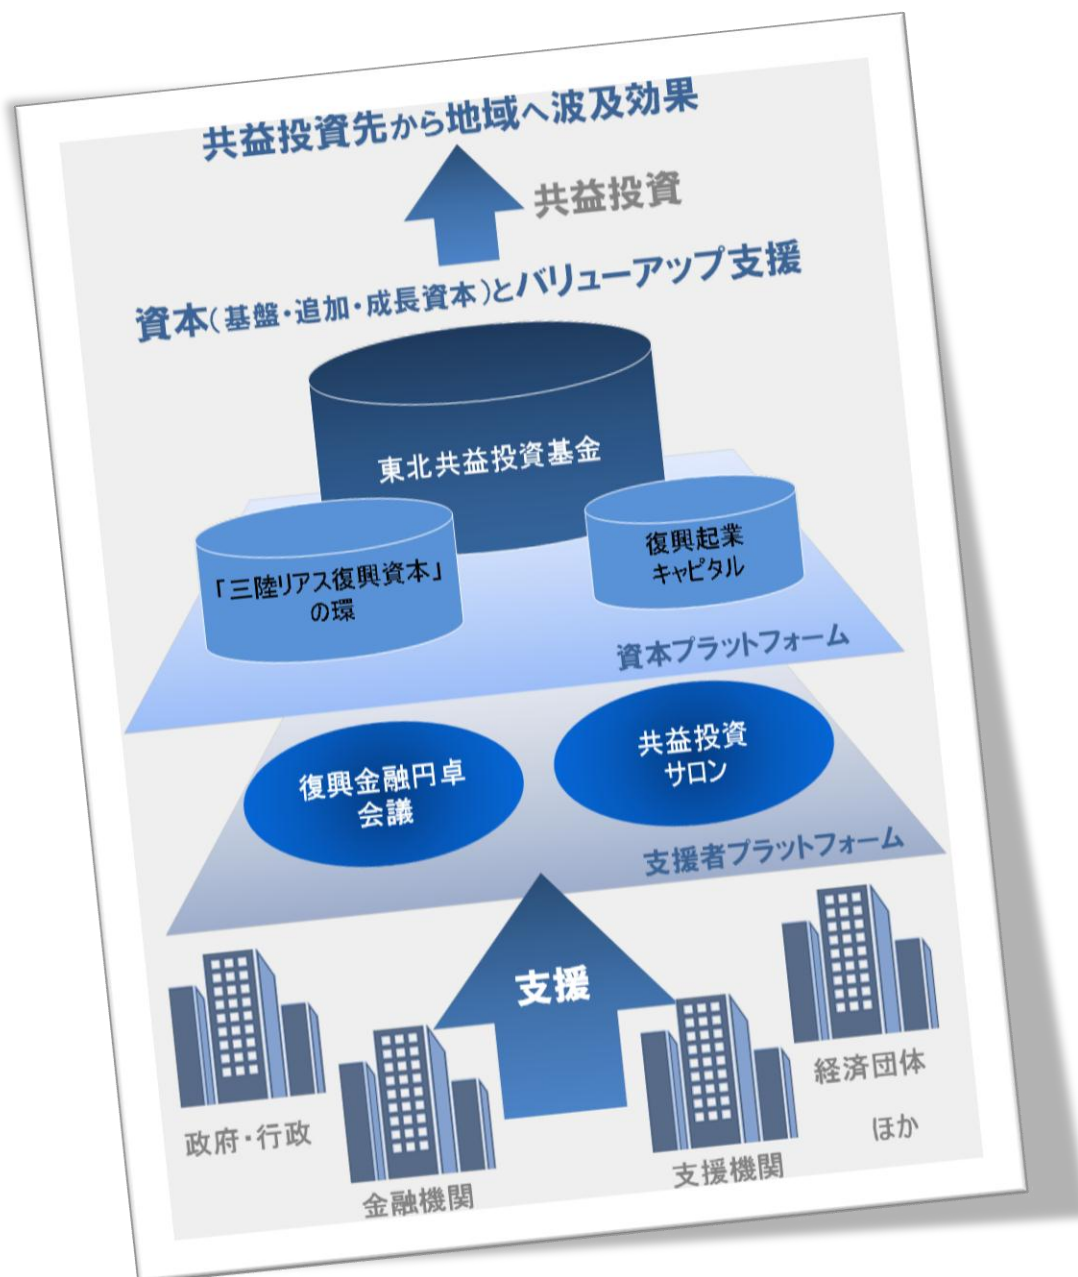 共益投資先から地域へ波及効果
共益投資
資本(基盤・追加・成長資本)とバリューアップ支援
東北共益投資基金
「三陸リアス復興資本」
の環
復興起業
キャピタル
資本プラットフォーム
復興金融円卓
会議
共益投資
サロン
支援者プラットフォーム
支援
政府・行政
金融機関
支援機関
経済団体
ほか